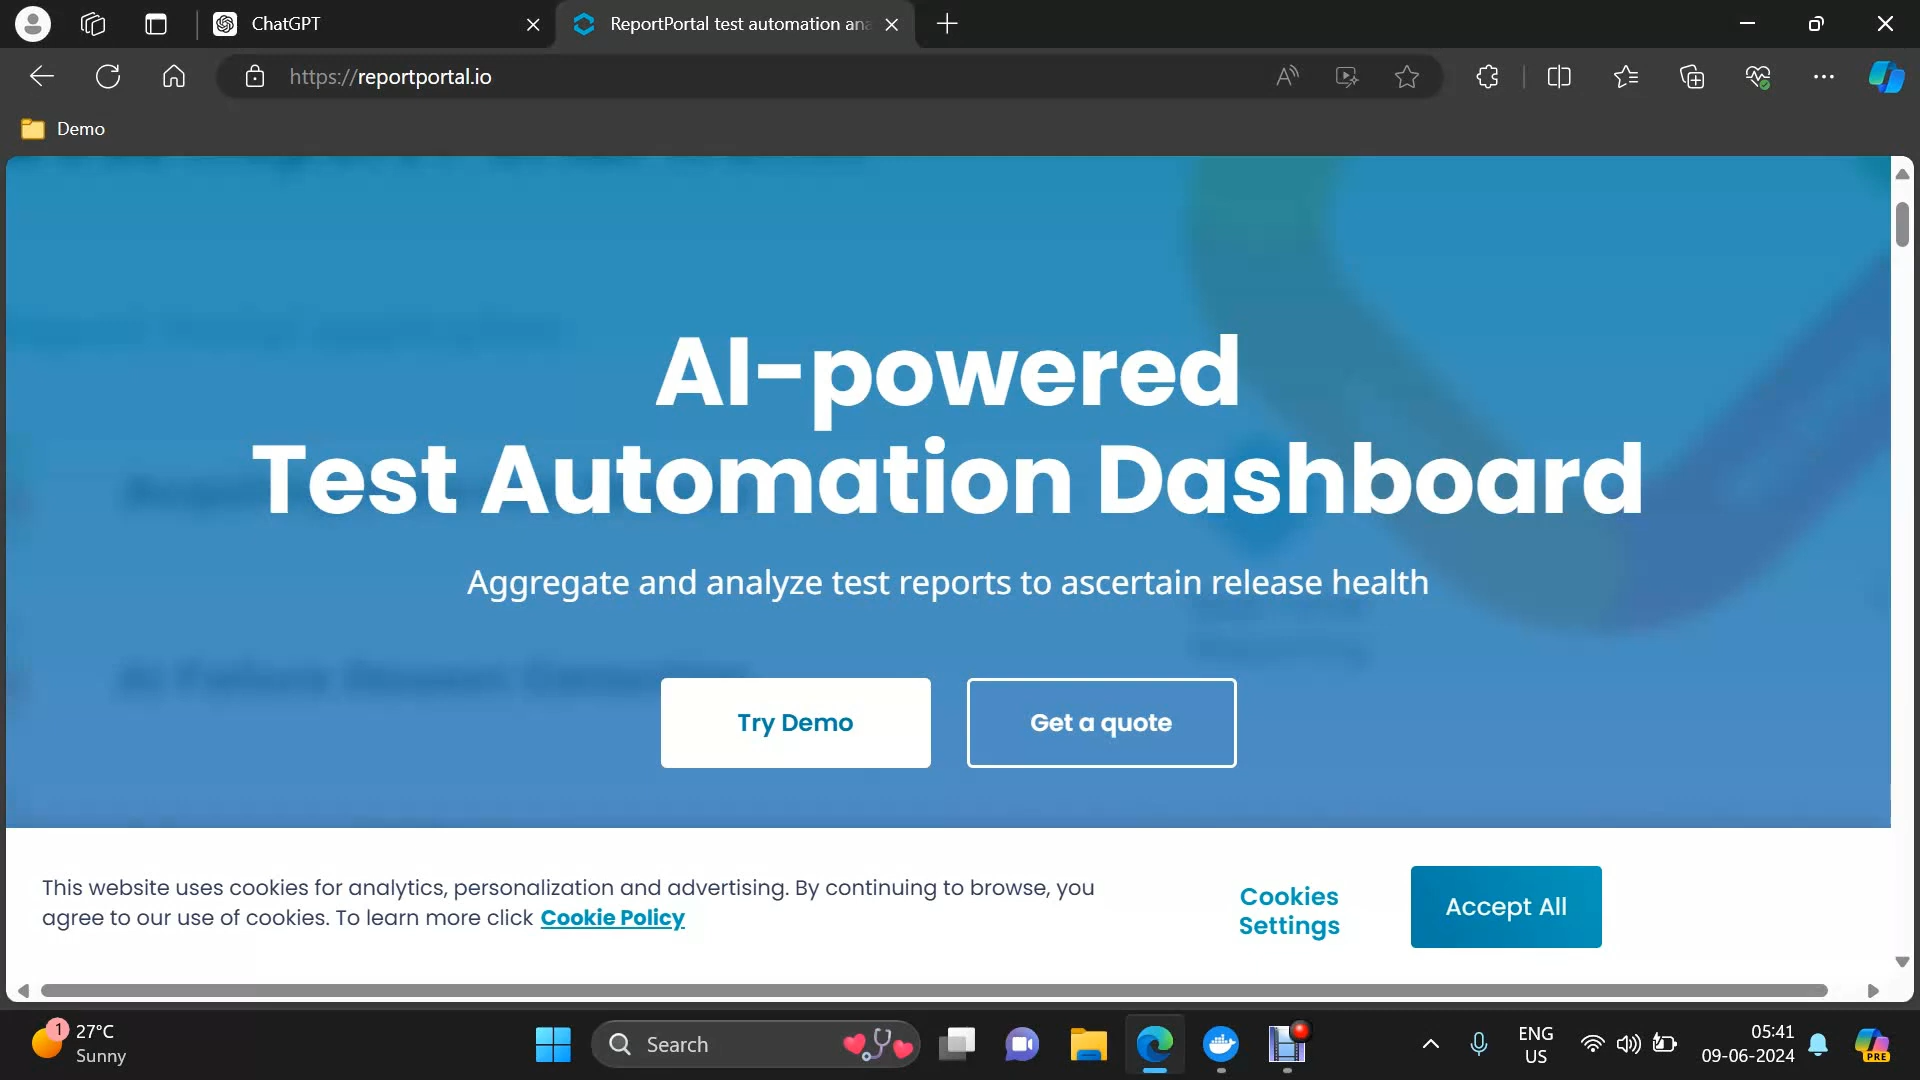 ChatGPT
ReportPortal test automation ana
https://reportportal.io
Demo
AI-powered
Test Automation Dashboard
Aggregate and analyze test reports to ascertain release health
Try Demo
Get a quote
This website uses cookies for analytics, personalization and advertising. By continuing to browse, you
agree to our use of cookies. To learn more click Cookie Policy
Cookies
Settings
Accept All
1
27°C
Sunny
Search
ENG
US
05:41
09-06-2024
PRE